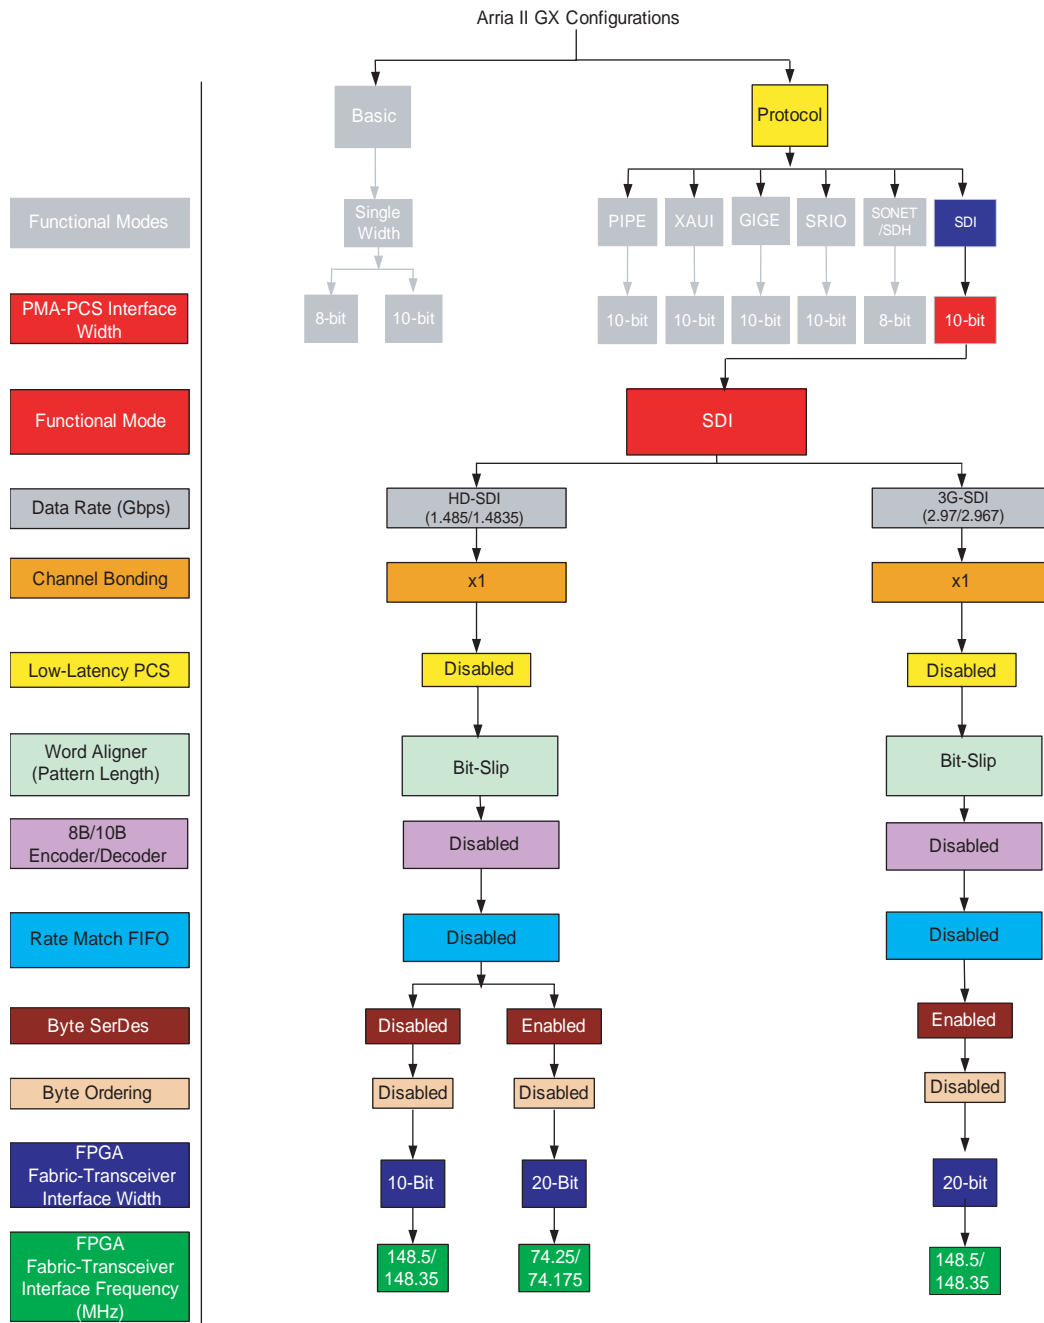 Arria II GX Configurations
Basic
Protocol
Functional Modes
Single
Width
PIPE
XAUI
GIGE
SRIO
SONET
/SDH
SDI
PMA-PCS Interface
Width
8-bit
10-bit
10-bit
10-bit
10-bit
10-bit
8-bit
10-bit
Functional Mode
SDI
Data Rate (Gbps)
HD-SDI
(1.485/1.4835)
3G-SDI
(2.97/2.967)
Channel Bonding
x1
x1
Low-Latency PCS
Disabled
Disabled
Word Aligner
(Pattern Length)
Bit-Slip
Bit-Slip
8B/10B
Encoder/Decoder
Disabled
Disabled
Rate Match FIFO
Disabled
Disabled
Byte SerDes
Disabled
Enabled
Enabled
Byte Ordering
Disabled
Disabled
Disabled
FPGA
Fabric-Transceiver
Interface Width
10-Bit
20-Bit
20-bit
FPGA
Fabric-Transceiver
Interface Frequency
(MHz)
148.5/
148.35
74.25/
74.175
148.5/
148.35